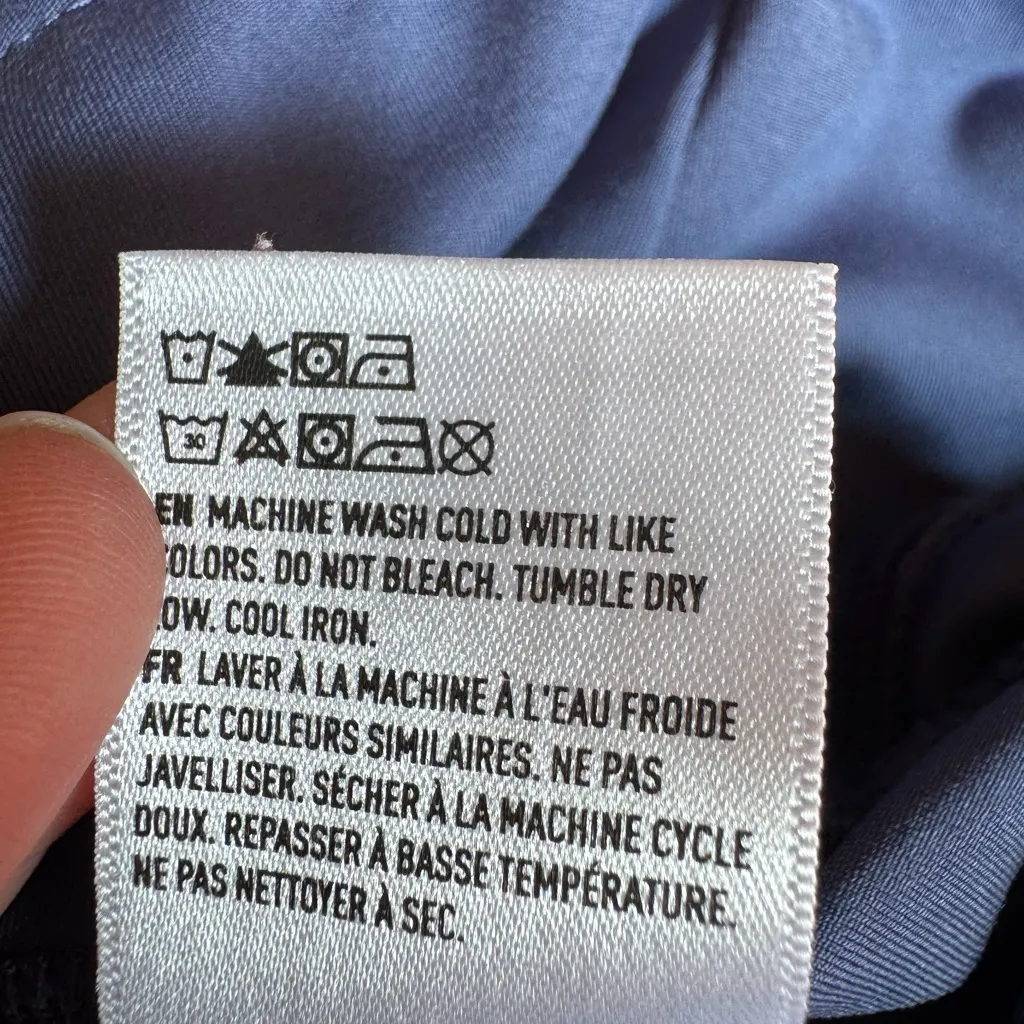 30
EN MACHINE WASH COLD WITH LIKE
COLORS. DO NOT BLEACH. TUMBLE DRY
LOW. COOL IRON.
FR LAVER À LA MACHINE À L'EAU FROIDE
AVEC COULEURS SIMILAIRES. NE PAS
JAVELLISER. SÉCHER À LA MACHINE CYCLE
DOUX. REPASSER À BASSE TEMPÉRATURE.
NE PAS NETTOYER À SEC.